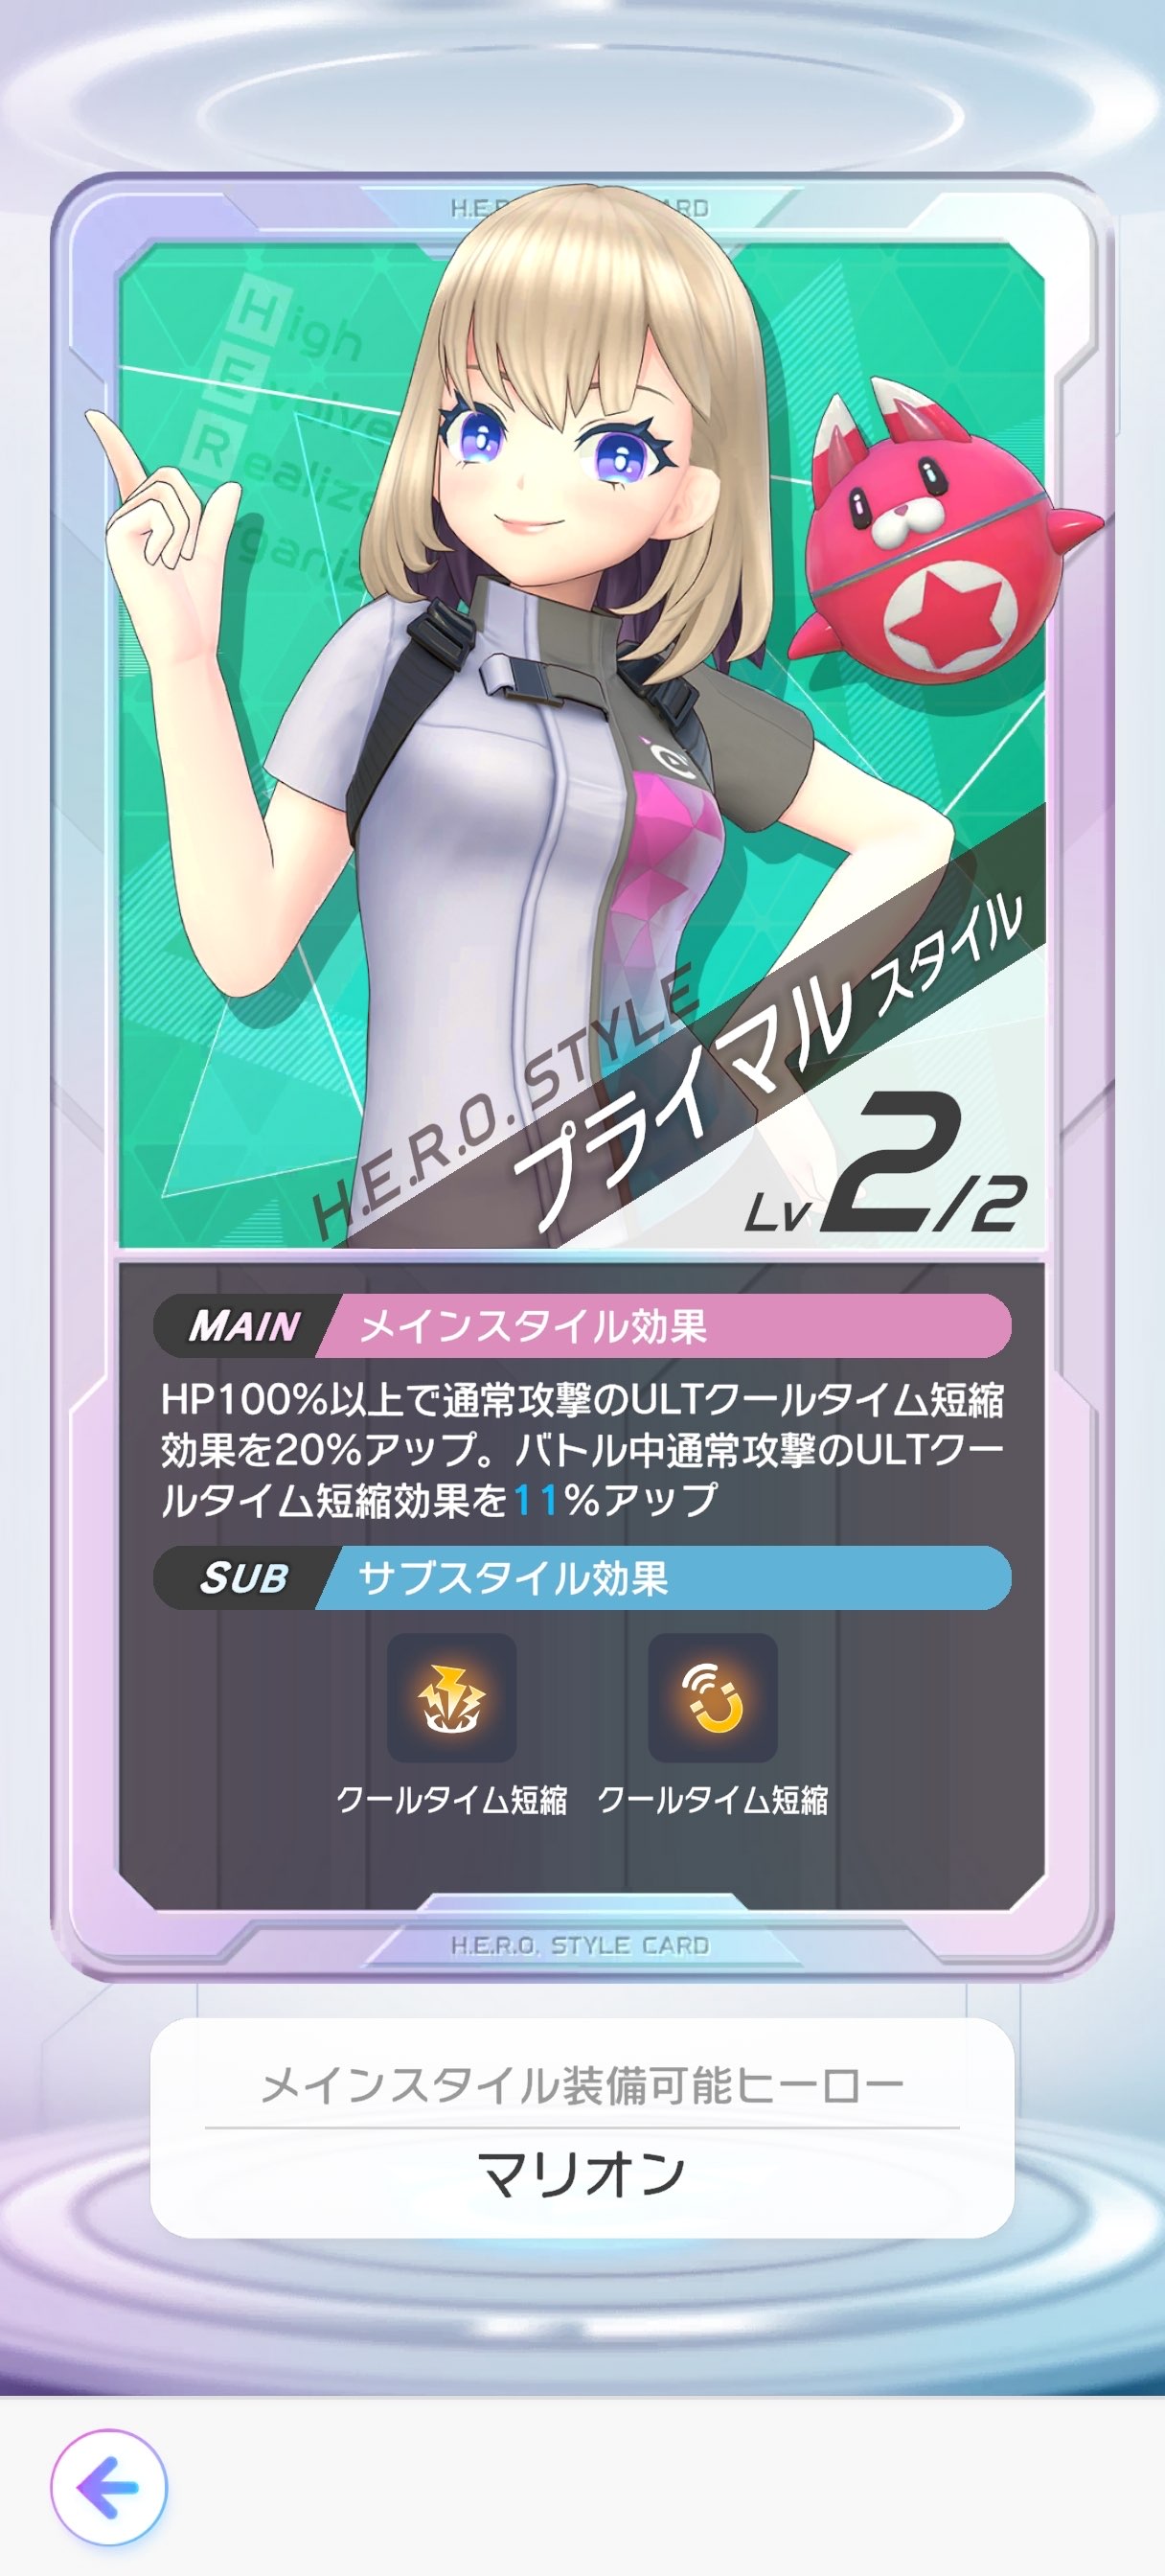 H.E.R
RD
High
E
Realize
ganiz
H.E.R.O. STYLE
プライマルスタイル
Lv 2/2
MAIN メインスタイル効果
HP100%以上で通常攻撃のULTクールタイム短縮
効果を20%アップ。バトル中通常攻撃のULTクー
ルタイム短縮効果を11%アップ
SUB サブスタイル効果
クールタイム短縮 クールタイム短縮
H.E.R.O. STYLE CARD
メインスタイル装備可能ヒーロー
マリオン